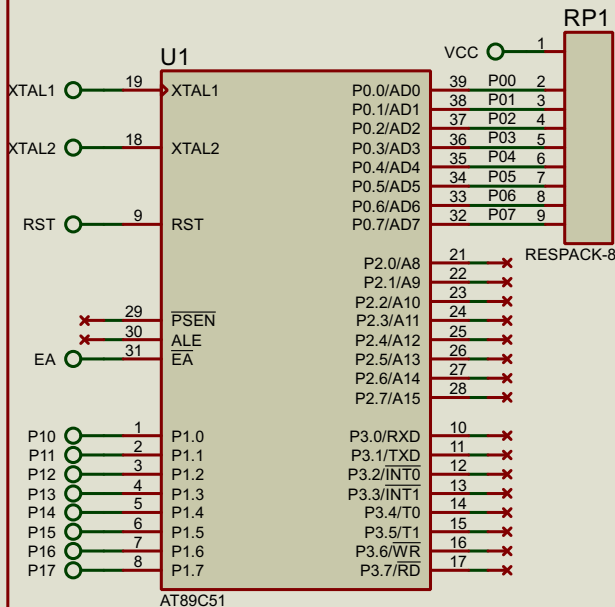 RP1
U1
VCC 1
XTAL1 19 XTAL1 P0.0/AD0 39 P00 2
P0.1/AD1 38 P01 3
P0.2/AD2 37 P02 4
XTAL2 18 XTAL2 P0.3/AD3 36 P03 5
P0.4/AD4 35 P04 6
P0.5/AD5 34 P05 7
P0.6/AD6 33 P06 8
RST 9 RST P0.7/AD7 32 P07 9
RESPACK-8
P2.0/A8 21
P2.1/A9 22
P2.2/A10 23
29 PSEN P2.3/A11 24
30 ALE P2.4/A12 25
EA 31 EA P2.5/A13 26
P2.6/A14 27
P2.7/A15 28
P10 1 P1.0 P3.0/RXD 10
P11 2 P1.1 P3.1/TXD 11
P12 3 P1.2 P3.2/INT0 12
P13 4 P1.3 P3.3/INT1 13
P14 5 P1.4 P3.4/T0 14
P15 6 P1.5 P3.5/T1 15
P16 7 P1.6 P3.6/WR 16
P17 8 P1.7 P3.7/RD 17
AT89C51